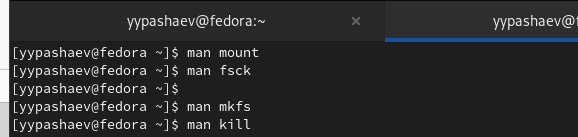 yypashaev@fedora:~ × yypashaev@f
[yypashaev@fedora ~]$ man mount
[yypashaev@fedora ~]$ man fsck
[yypashaev@fedora ~]$
[yypashaev@fedora ~]$ man mkfs
[yypashaev@fedora ~]$ man kill